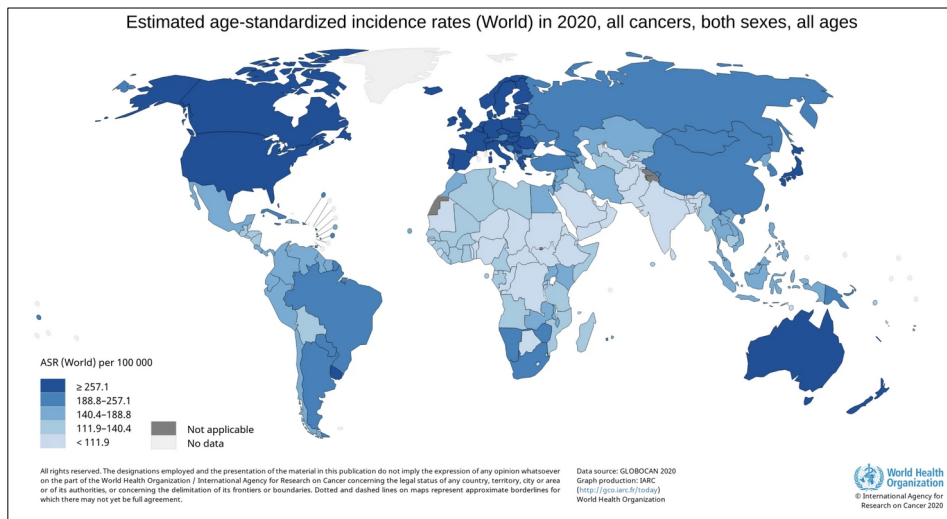 Estimated age-standardized incidence rates (World) in 2020, all cancers, both sexes, all ages
ASR (World) per 100 000
≥ 257.1
188.8–257.1
140.4–188.8
111.9–140.4
< 111.9
Not applicable
No data
All rights reserved. The designations employed and the presentation of the material in this publication do not imply the expression of any opinion whatsoever
on the part of the World Health Organization / International Agency for Research on Cancer concerning the legal status of any country, territory, city or area
or of its authorities, or concerning the delimitation of its frontiers or boundaries. Dotted and dashed lines on maps represent approximate borderlines for
which there may not yet be full agreement.
Data source: GLOBOCAN 2020
Graph production: IARC
(http://gco.iarc.fr/today)
World Health Organization
World Health
Organization
© International Agency for
Research on Cancer 2020